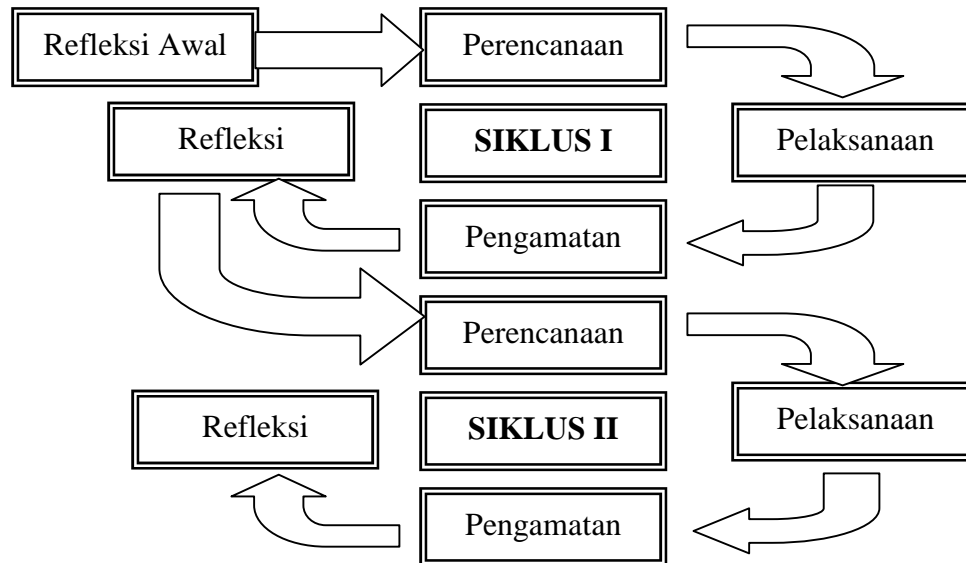 Refleksi Awal
Perencanaan
Refleksi
SIKLUS I
Pelaksanaan
Pengamatan
Perencanaan
Refleksi
SIKLUS II
Pelaksanaan
Pengamatan